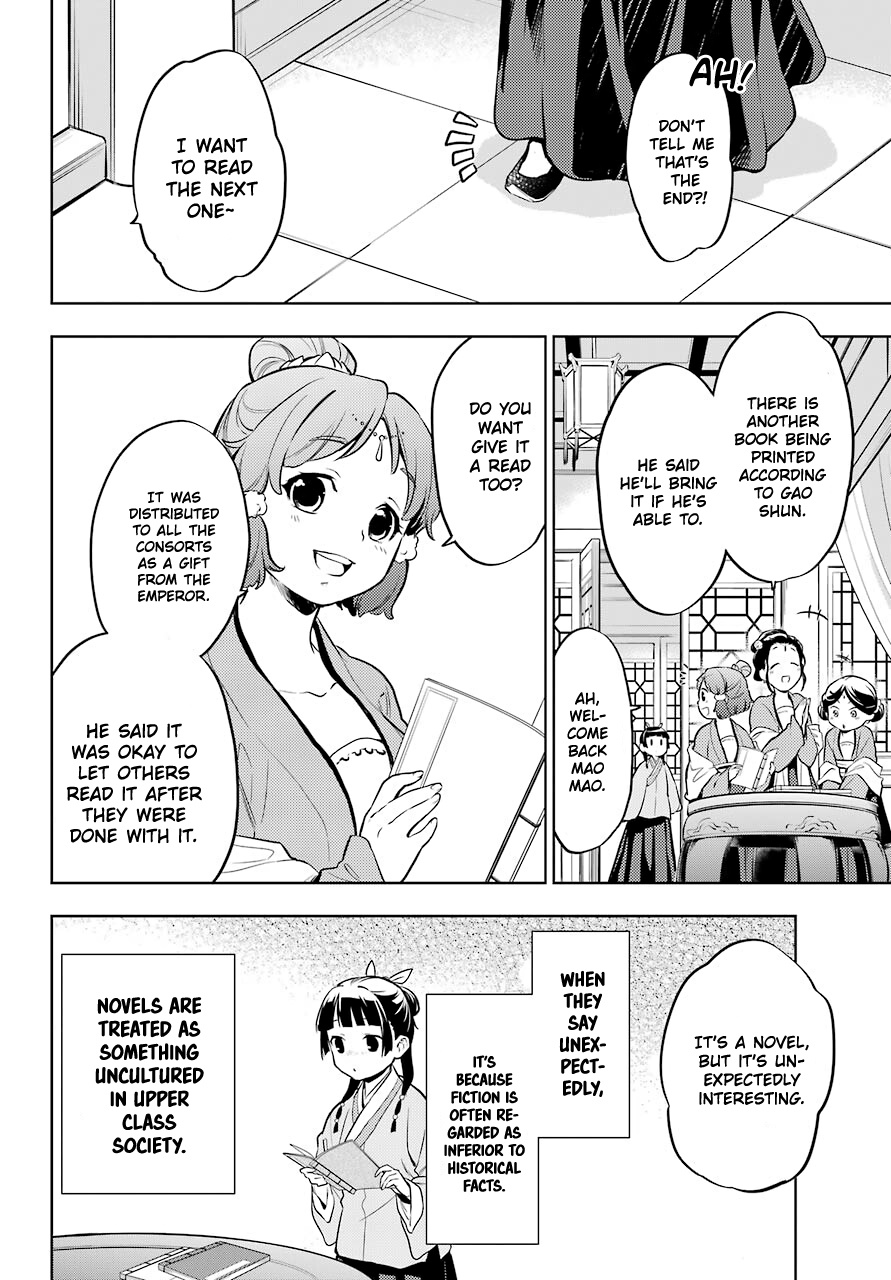 AH!
DON'T
TELL ME
THAT'S
THE
END?!
I WANT
TO READ
THE NEXT
ONE~
THERE IS
ANOTHER
BOOK BEING
PRINTED
ACCORDING
TO GAO
SHUN.
HE SAID
HE'LL BRING
IT IF HE'S
ABLE TO.
AH,
WEL-
COME
BACK
MAO
MAO.
DO YOU
WANT
GIVE IT
A READ
TOO?
IT WAS
DISTRIBUTED
TO ALL THE
CONSORTS
AS A GIFT
FROM THE
EMPEROR.
HE SAID IT
WAS OKAY TO
LET OTHERS
READ IT AFTER
THEY WERE
DONE WITH IT.
IT'S A NOVEL,
BUT IT'S UN-
EXPECTEDLY
INTERESTING.
WHEN
THEY
SAY
UNEX-
PECT-
EDLY,
IT'S
BECAUSE
FICTION IS
OFTEN RE-
GARDED AS
INFERIOR TO
HISTORICAL
FACTS.
NOVELS ARE
TREATED AS
SOMETHING
UNCULTURED
IN UPPER
CLASS
SOCIETY.